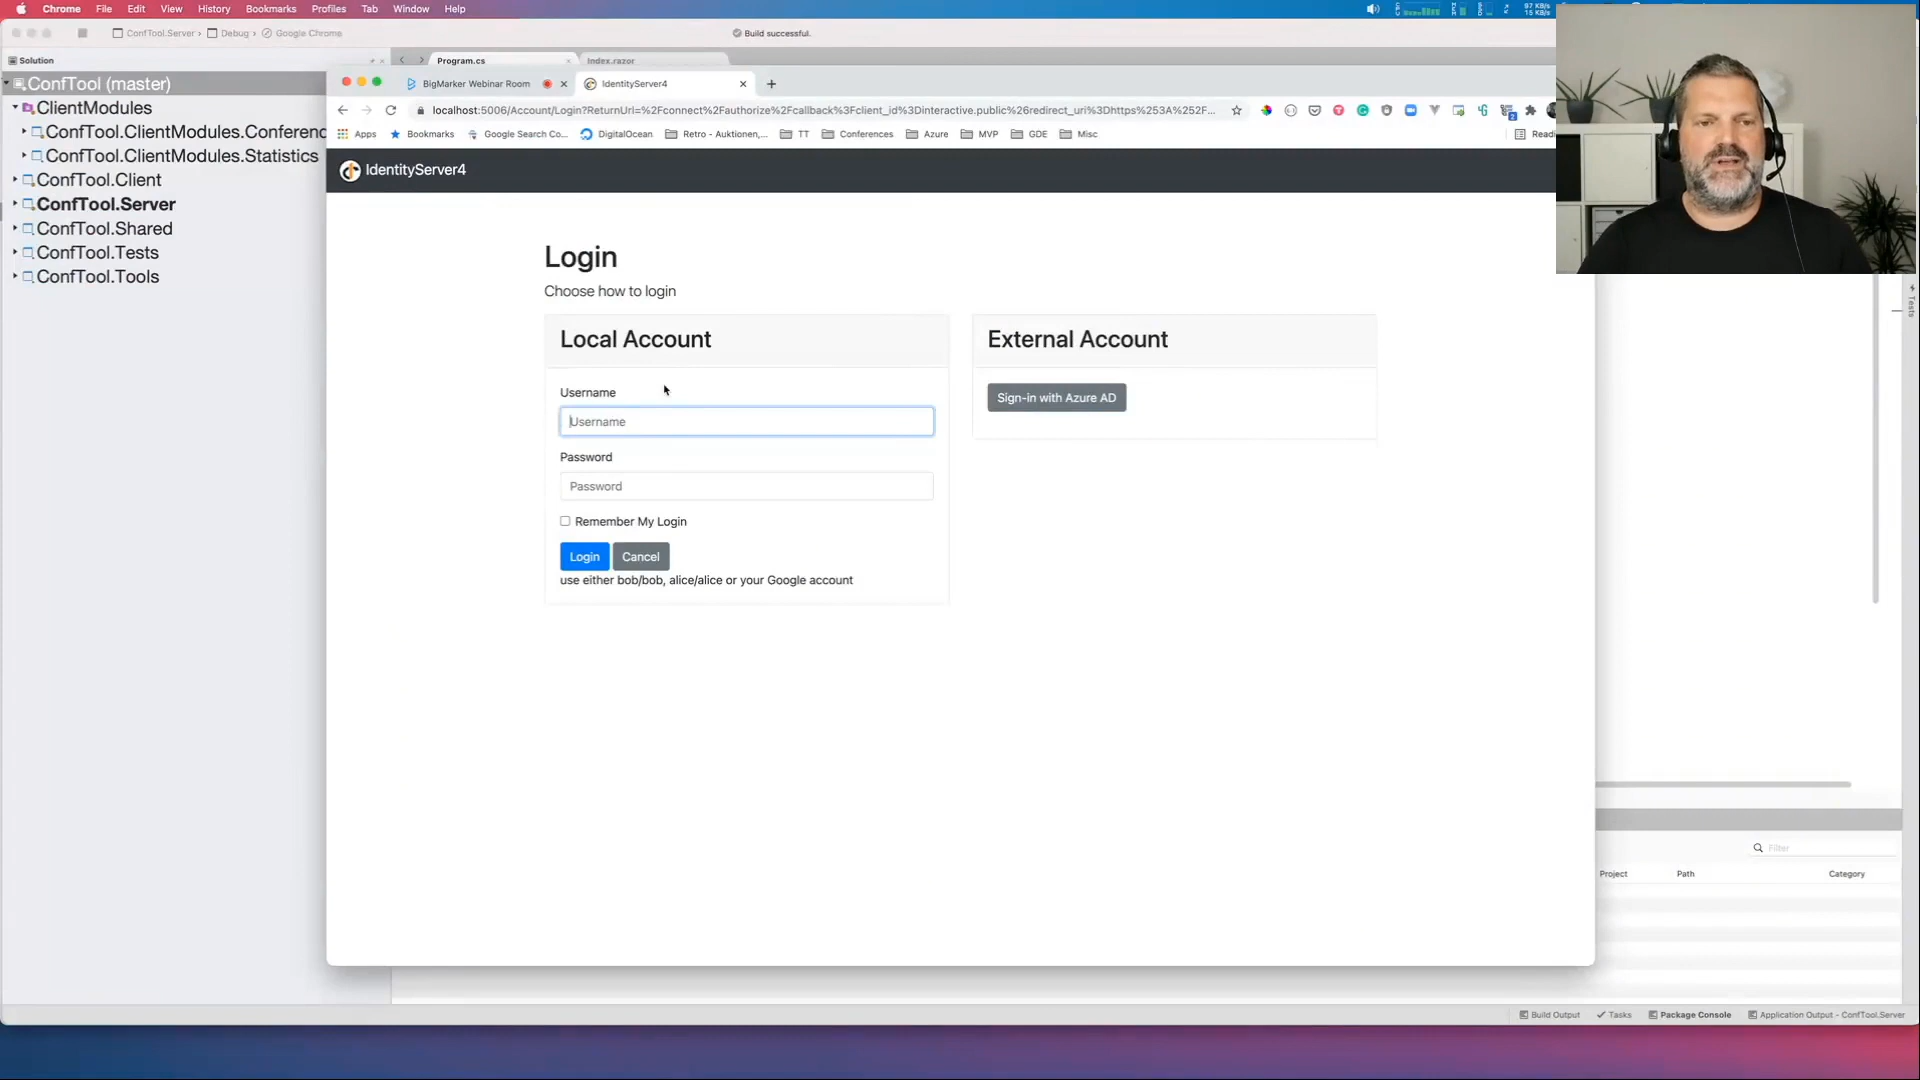 Chrome File Edit View History Bookmarks Profiles Tab Window Help
97 KB/s
15 KB/s
ConfTool.Server › Debug › Google Chrome
Build successful.
Solution
Program.cs
Index.razor
ConfTool (master)
ClientModules
ConfTool.ClientModules.Conferenc
ConfTool.ClientModules.Statistics
ConfTool.Client
ConfTool.Server
ConfTool.Shared
ConfTool.Tests
ConfTool.Tools
BigMarker Webinar Room
IdentityServer4
localhost:5006/Account/Login?ReturnUrl=%2Fconnect%2Fauthorize%2Fcallback%3Fclient_id%3Dinteractive.public%26redirect_uri%3Dhttps%253A%252F...
Apps Bookmarks Google Search Co... DigitalOcean Retro - Auktionen,... TT Conferences Azure MVP GDE Misc Readi
IdentityServer4
Login
Choose how to login
Local Account
Username
Username
Password
Password
Remember My Login
Login Cancel
use either bob/bob, alice/alice or your Google account
External Account
Sign-in with Azure AD
Tests
Filter
Project Path Category
Build Output Tasks Package Console Application Output - ConfTool.Server